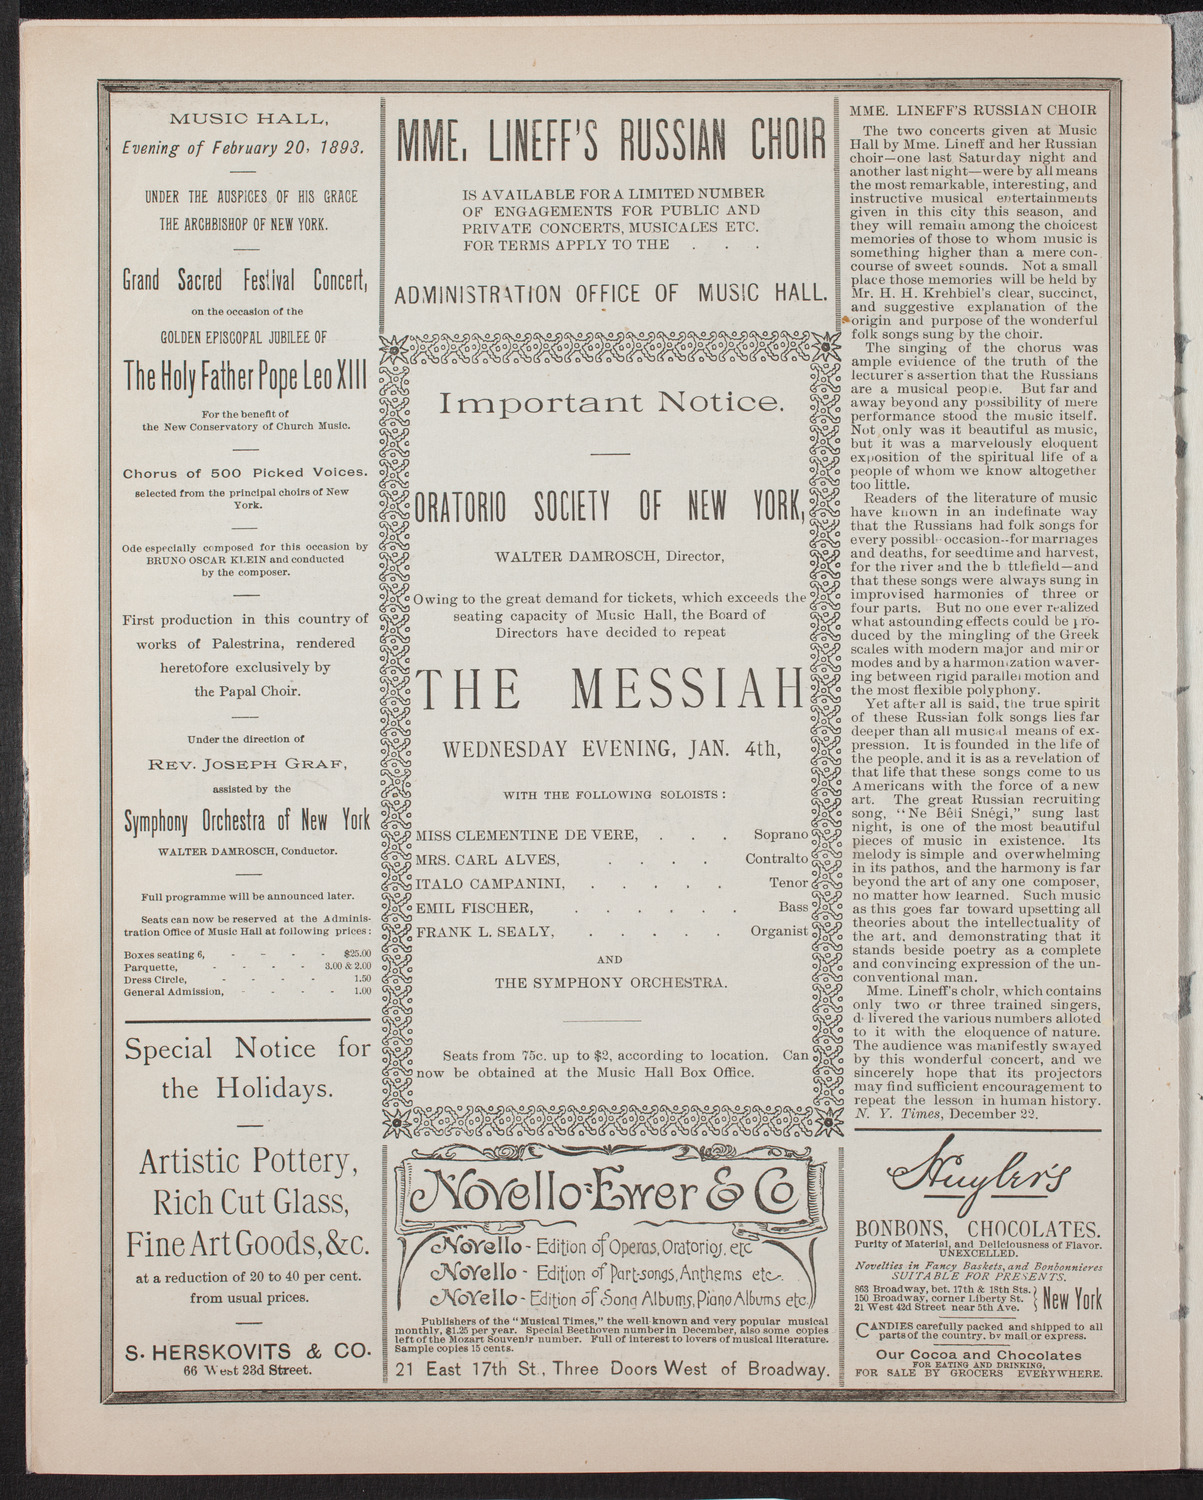 MUSIC HALL,
Evening of February 20, 1893.
UNDER THE AUSPICES OF HIS GRACE
THE ARCHBISHOP OF NEW YORK.
Grand Sacred Festival Concert,
on the occasion of the
GOLDEN EPISCOPAL JUBILEE OF
The Holy Father Pope Leo XIII
For the benefit of
the New Conservatory of Church Music.
Chorus of 500 Picked Voices.
selected from the principal choirs of New
York.
Ode especially composed for this occasion by
BRUNO OSCAR KLEIN and conducted
by the composer.
First production in this country of
works of Palestrina, rendered
heretofore exclusively by
the Papal Choir.
Under the direction of
REV. JOSEPH GRAF,
assisted by the
Symphony Orchestra of New York
WALTER DAMROSCH, Conductor.
Full programme will be announced later.
Seats can now be reserved at the Adminis-
tration Office of Music Hall at following prices:
Boxes seating 6, - - - - $25.00
Parquette, - - - - 3.00 & 2.00
Dress Circle, - - - - - 1.50
General Admission, - - - - 1.00
Special Notice for
the Holidays.
Artistic Pottery,
Rich Cut Glass,
Fine Art Goods, &c.
at a reduction of 20 to 40 per cent.
from usual prices.
S. HERSKOVITS & CO.
66 West 23d Street.
MME. LINEFF'S RUSSIAN CHOIR
IS AVAILABLE FOR A LIMITED NUMBER
OF ENGAGEMENTS FOR PUBLIC AND
PRIVATE CONCERTS, MUSICALES ETC.
FOR TERMS APPLY TO THE . . .
ADMINISTRATION OFFICE OF MUSIC HALL.
Important Notice.
ORATORIO SOCIETY OF NEW YORK,
WALTER DAMROSCH, Director,
Owing to the great demand for tickets, which exceeds the
seating capacity of Music Hall, the Board of
Directors have decided to repeat
THE MESSIAH
WEDNESDAY EVENING, JAN. 4th,
WITH THE FOLLOWING SOLOISTS:
MISS CLEMENTINE DE VERE, . . . Soprano
MRS. CARL ALVES, . . . . Contralto
ITALO CAMPANINI, . . . . . Tenor
EMIL FISCHER, . . . . . . Bass
FRANK L. SEALY, . . . . . Organist
AND
THE SYMPHONY ORCHESTRA.
Seats from 75c. up to $2, according to location. Can
now be obtained at the Music Hall Box Office.
Novello-Ewer & Co
Novello - Edition of Operas, Oratorios, etc
Novello - Edition of Part-songs, Anthems etc.
Novello - Edition of Song Albums, Piano Albums etc.
Publishers of the "Musical Times," the well-known and very popular musical
monthly, $1.25 per year. Special Beethoven number in December, also some copies
left of the Mozart Souvenir number. Full of interest to lovers of musical literature.
Sample copies 15 cents.
21 East 17th St., Three Doors West of Broadway.
MME. LINEFF'S RUSSIAN CHOIR
The two concerts given at Music
Hall by Mme. Lineff and her Russian
choir—one last Saturday night and
another last night—were by all means
the most remarkable, interesting, and
instructive musical entertainments
given in this city this season, and
they will remain among the choicest
memories of those to whom music is
something higher than a mere con-
course of sweet sounds. Not a small
place those memories will be held by
Mr. H. H. Krehbiel's clear, succinct,
and suggestive explanation of the
origin and purpose of the wonderful
folk songs sung by the choir.
The singing of the chorus was
ample evidence of the truth of the
lecturer's assertion that the Russians
are a musical people. But far and
away beyond any possibility of mere
performance stood the music itself.
Not only was it beautiful as music,
but it was a marvelously eloquent
exposition of the spiritual life of a
people of whom we know altogether
too little.
Readers of the literature of music
have known in an indefinate way
that the Russians had folk songs for
every possibl occasion--for marriages
and deaths, for seedtime and harvest,
for the river and the b ttlefield—and
that these songs were always sung in
improvised harmonies of three or
four parts. But no one ever realized
what astounding effects could be pro-
duced by the mingling of the Greek
scales with modern major and minor
modes and by a harmonization waver-
ing between rigid parallel motion and
the most flexible polyphony.
Yet after all is said, the true spirit
of these Russian folk songs lies far
deeper than all musical means of ex-
pression. It is founded in the life of
the people, and it is as a revelation of
that life that these songs come to us
Americans with the force of a new
art. The great Russian recruiting
song, "Ne Béli Snégi," sung last
night, is one of the most beautiful
pieces of music in existence. Its
melody is simple and overwhelming
in its pathos, and the harmony is far
beyond the art of any one composer,
no matter how learned. Such music
as this goes far toward upsetting all
theories about the intellectuality of
the art, and demonstrating that it
stands beside poetry as a complete
and convincing expression of the un-
conventional man.
Mme. Lineff's choir, which contains
only two or three trained singers,
d livered the various numbers alloted
to it with the eloquence of nature.
The audience was manifestly swayed
by this wonderful concert, and we
sincerely hope that its projectors
may find sufficient encouragement to
repeat the lesson in human history.
N. Y. Times, December 22.
Huyler's
BONBONS, CHOCOLATES.
Purity of Material, and Deliciousness of Flavor.
UNEXCELLED.
Novelties in Fancy Baskets, and Bonbonnieres
SUITABLE FOR PRESENTS.
863 Broadway, bet. 17th & 18th Sts.
150 Broadway, corner Liberty St.
21 West 42d Street near 5th Ave.
New York
CANDIES carefully packed and shipped to all
parts of the country, by mail or express.
Our Cocoa and Chocolates
FOR EATING AND DRINKING,
FOR SALE BY GROCERS EVERYWHERE.